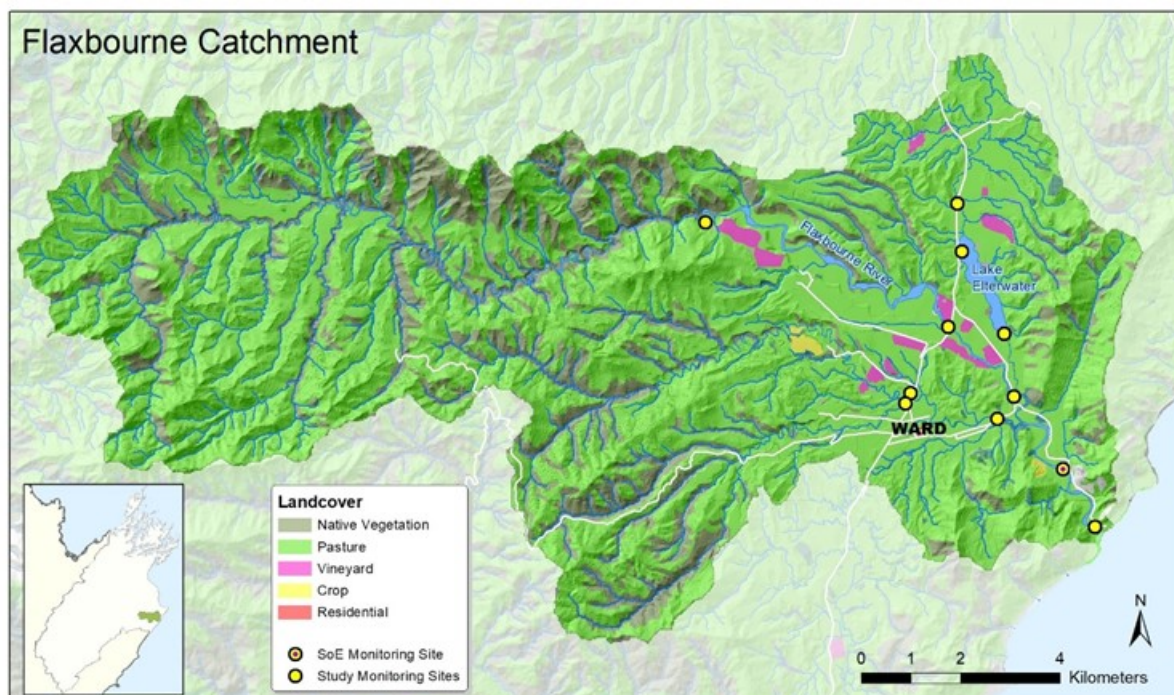 Flaxbourne Catchment
Flaxbourne River
Lake
Elterwater
WARD
Landcover
Native Vegetation
Pasture
Vineyard
Crop
Residential
SoE Monitoring Site
Study Monitoring Sites
N
0 1 2 4
Kilometers